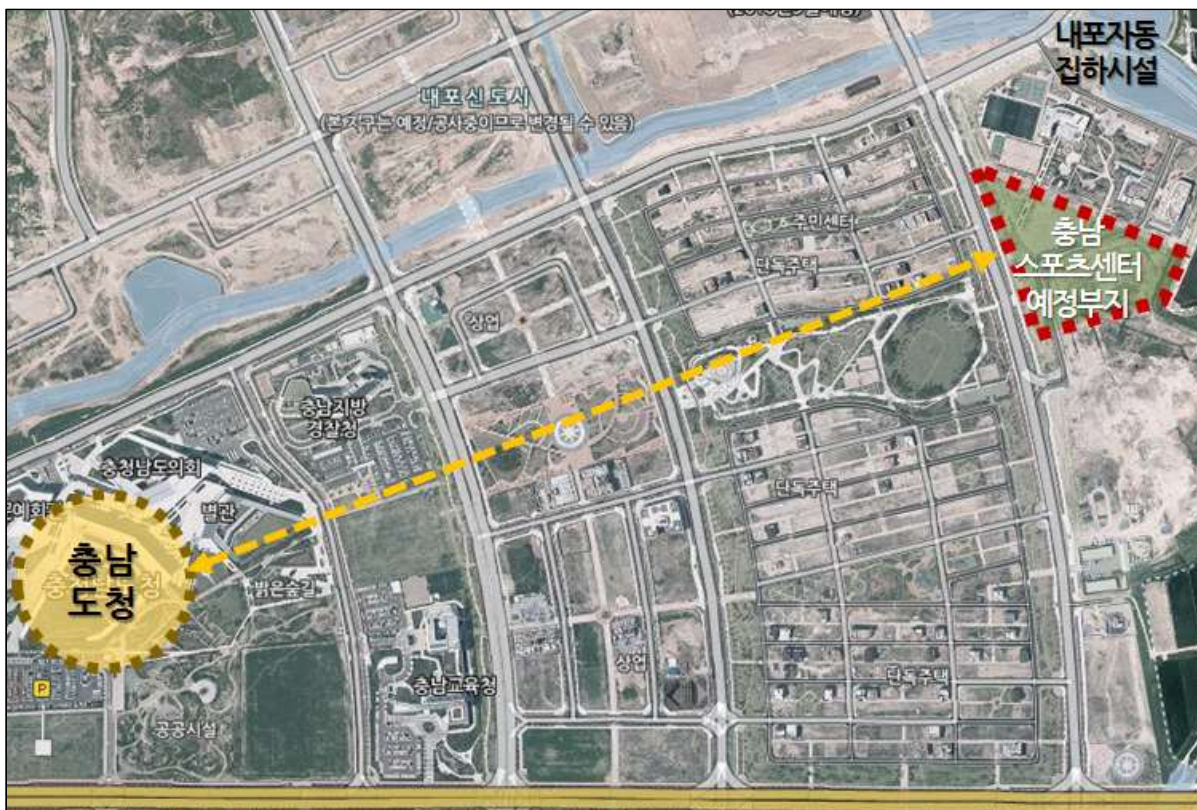 내포자동
집하시설
내포신도시
(본 지구는 예정/공사중이므로 변경될 수 있음)
주민센터
단독주택
충남
스포츠센터
예정부지
상업
충남지방
경찰청
충청남도의회
별관
단독주택
충남
도청
밝은숲길
충남교육청
상업
단독주택
P
공공시설